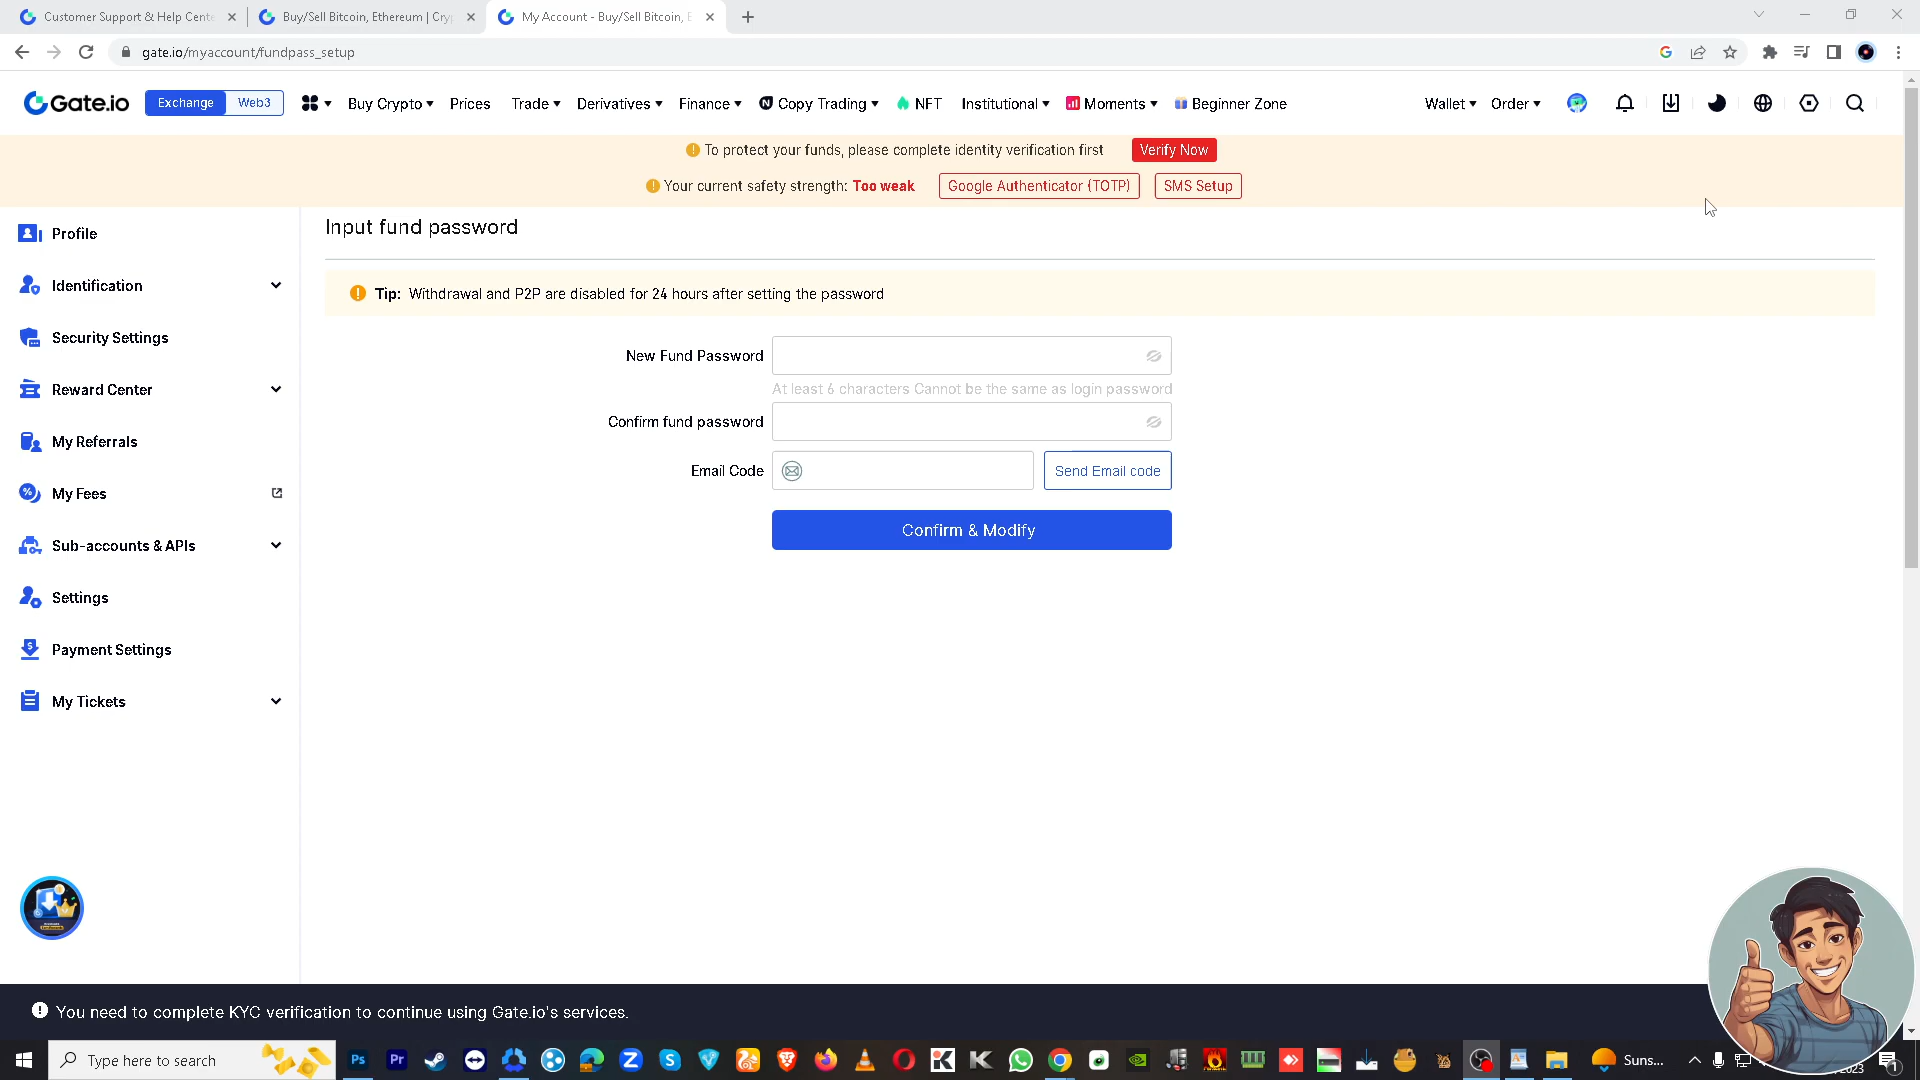 Customer Support & Help Cente
Buy/Sell Bitcoin, Ethereum | Cry
My Account - Buy/Sell Bitcoin, E
gate.io/myaccount/fundpass_setup
Gate.io
Exchange
Web3
Buy Crypto
Prices
Trade
Derivatives
Finance
Copy Trading
NFT
Institutional
Moments
Beginner Zone
Wallet
Order
To protect your funds, please complete identity verification first
Verify Now
Your current safety strength: Too weak
Google Authenticator (TOTP)
SMS Setup
Profile
Identification
Security Settings
Reward Center
My Referrals
My Fees
Sub-accounts & APIs
Settings
Payment Settings
My Tickets
Input fund password
Tip: Withdrawal and P2P are disabled for 24 hours after setting the password
New Fund Password
At least 6 characters Cannot be the same as login password
Confirm fund password
Email Code
Send Email code
Confirm & Modify
You need to complete KYC verification to continue using Gate.io's services.
Type here to search
Ps
Pr
Suns...
2023
1